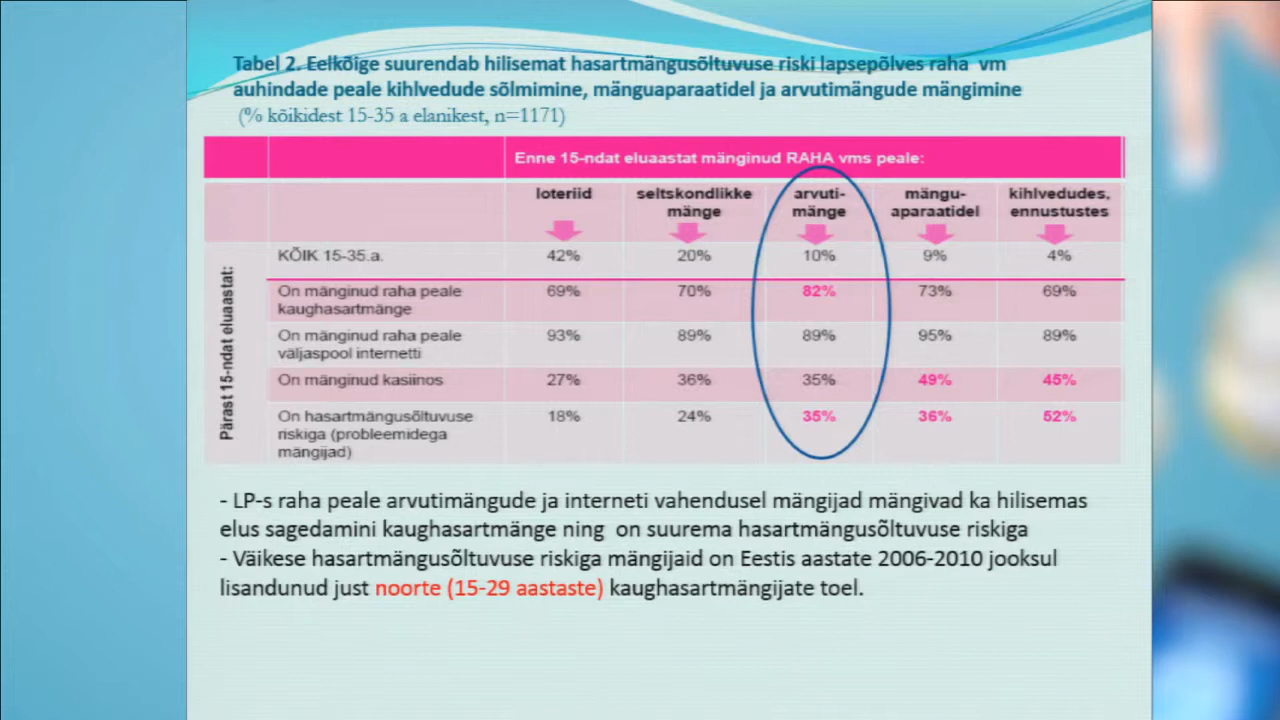 Tabel 2. Eelkõige suurendab hilisemat hasartmängusõltuvuse riski lapsepõlves raha vm
auhindade peale kihlvedude sõlmimine, mänguaparaatidel ja arvutimängude mängimine
(% kõikidest 15-35 a elanikest, n=1171)
Enne 15-ndat eluaastat mänginud RAHA vms peale:
loteriid seltskondlikke arvuti- mängu- kihlvedudes,
mänge mänge aparaatidel ennustustes
Pärast 15-ndat eluaastat:
KÕIK 15-35.a. 42% 20% 10% 9% 4%
On mänginud raha peale 69% 70% 82% 73% 69%
kaughasartmänge
On mänginud raha peale 93% 89% 89% 95% 89%
väljaspool internetti
On mänginud kasiinos 27% 36% 35% 49% 45%
On hasartmängusõltuvuse 18% 24% 35% 36% 52%
riskiga (probleemidega
mängijad)
- LP-s raha peale arvutimängude ja interneti vahendusel mängijad mängivad ka hilisemas
elus sagedamini kaughasartmänge ning on suurema hasartmängusõltuvuse riskiga
- Väikese hasartmängusõltuvuse riskiga mängijaid on Eestis aastate 2006-2010 jooksul
lisandunud just noorte (15-29 aastaste) kaughasartmängijate toel.